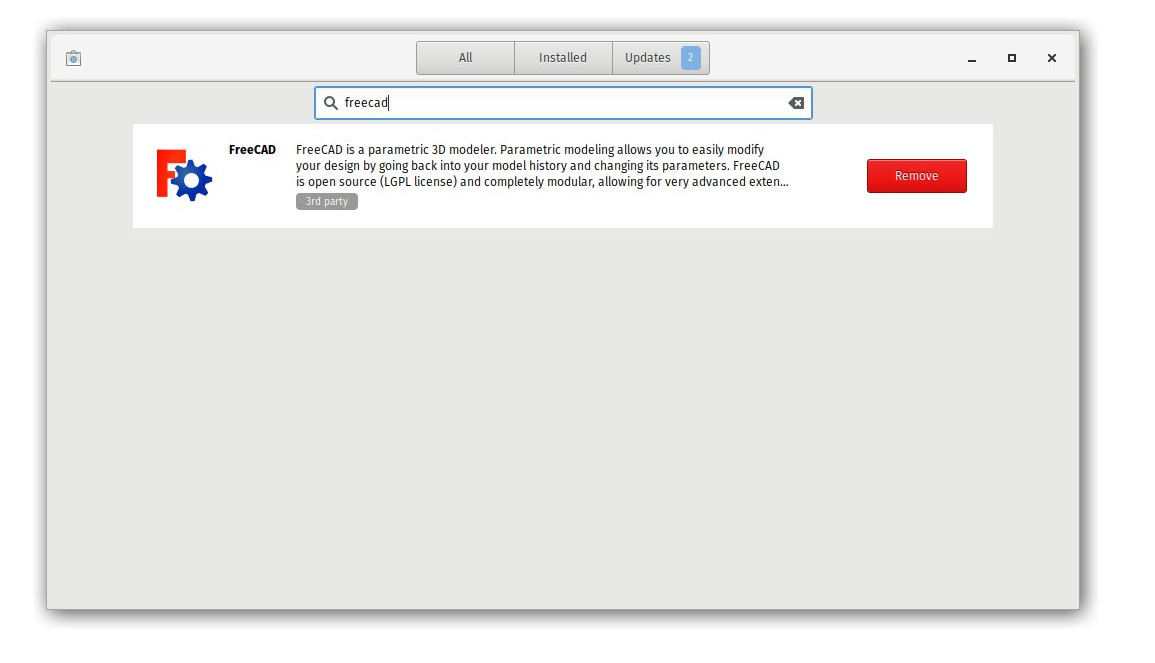 All Installed Updates 2
freecad
FreeCAD
FreeCAD is a parametric 3D modeler. Parametric modeling allows you to easily modify
your design by going back into your model history and changing its parameters. FreeCAD
is open source (LGPL license) and completely modular, allowing for very advanced exten...
3rd party
Remove